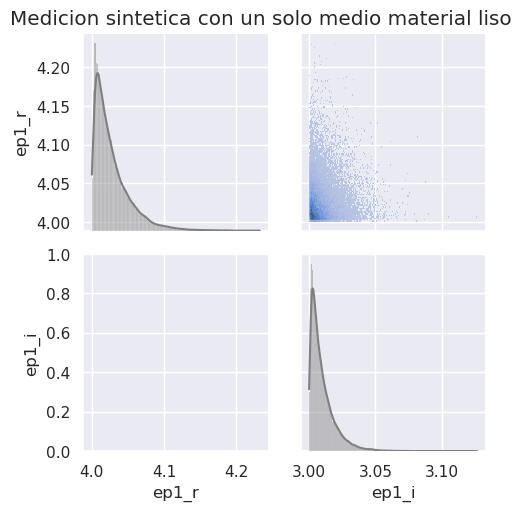 Medicion sintetica con un solo medio material liso
ep1_r
4.20
4.15
4.10
4.05
4.00
ep1_i
1.0
0.8
0.6
0.4
0.2
0.0
4.0 4.1 4.2
3.00 3.05 3.10
ep1_r
ep1_i